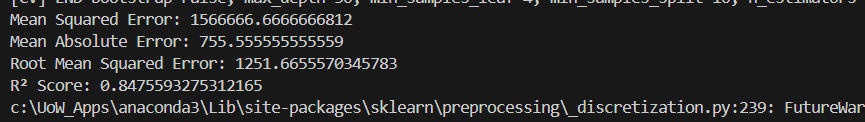 [CV] END bootstrap=False, max_depth=30, min_samples_leaf=4, min_samples_split=10, n_estimators
Mean Squared Error: 1566666.6666666812
Mean Absolute Error: 755.555555555559
Root Mean Squared Error: 1251.6655570345783
R² Score: 0.8475593275312165
c:\UoW_Apps\anaconda3\Lib\site-packages\sklearn\preprocessing\_discretization.py:239: FutureWar